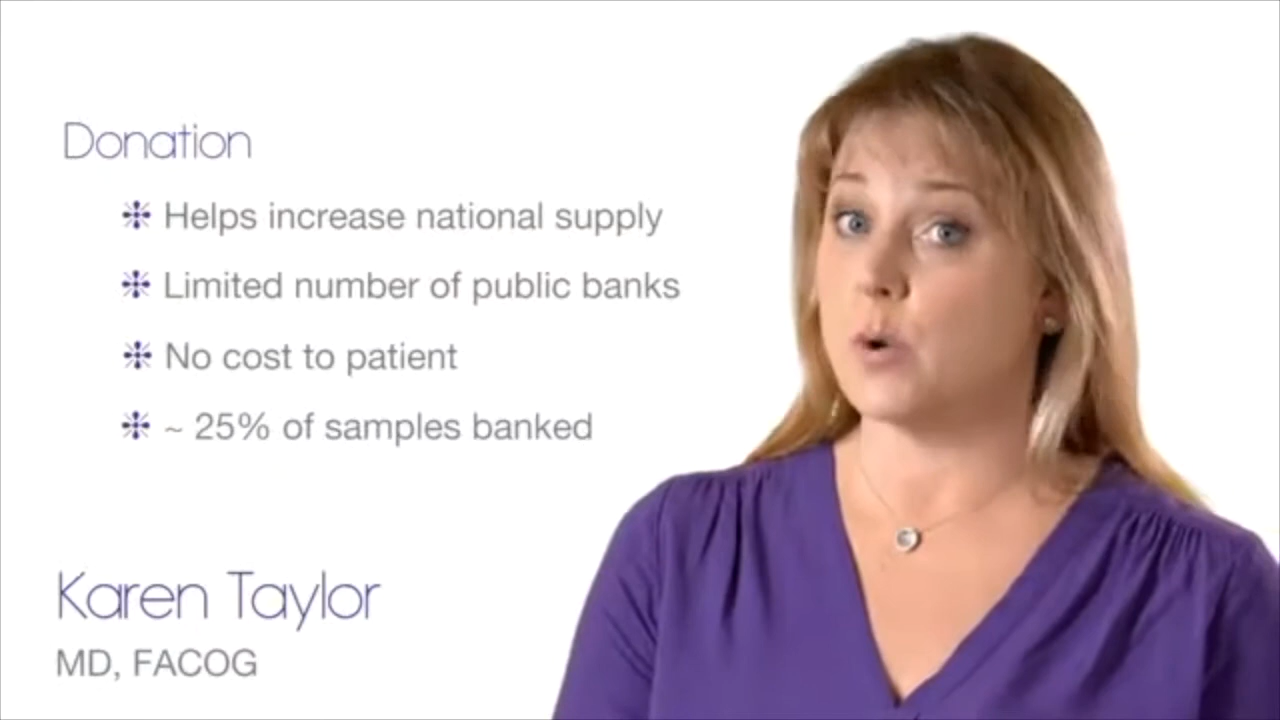 Donation
Helps increase national supply
Limited number of public banks
No cost to patient
~ 25% of samples banked
Karen Taylor
MD, FACOG